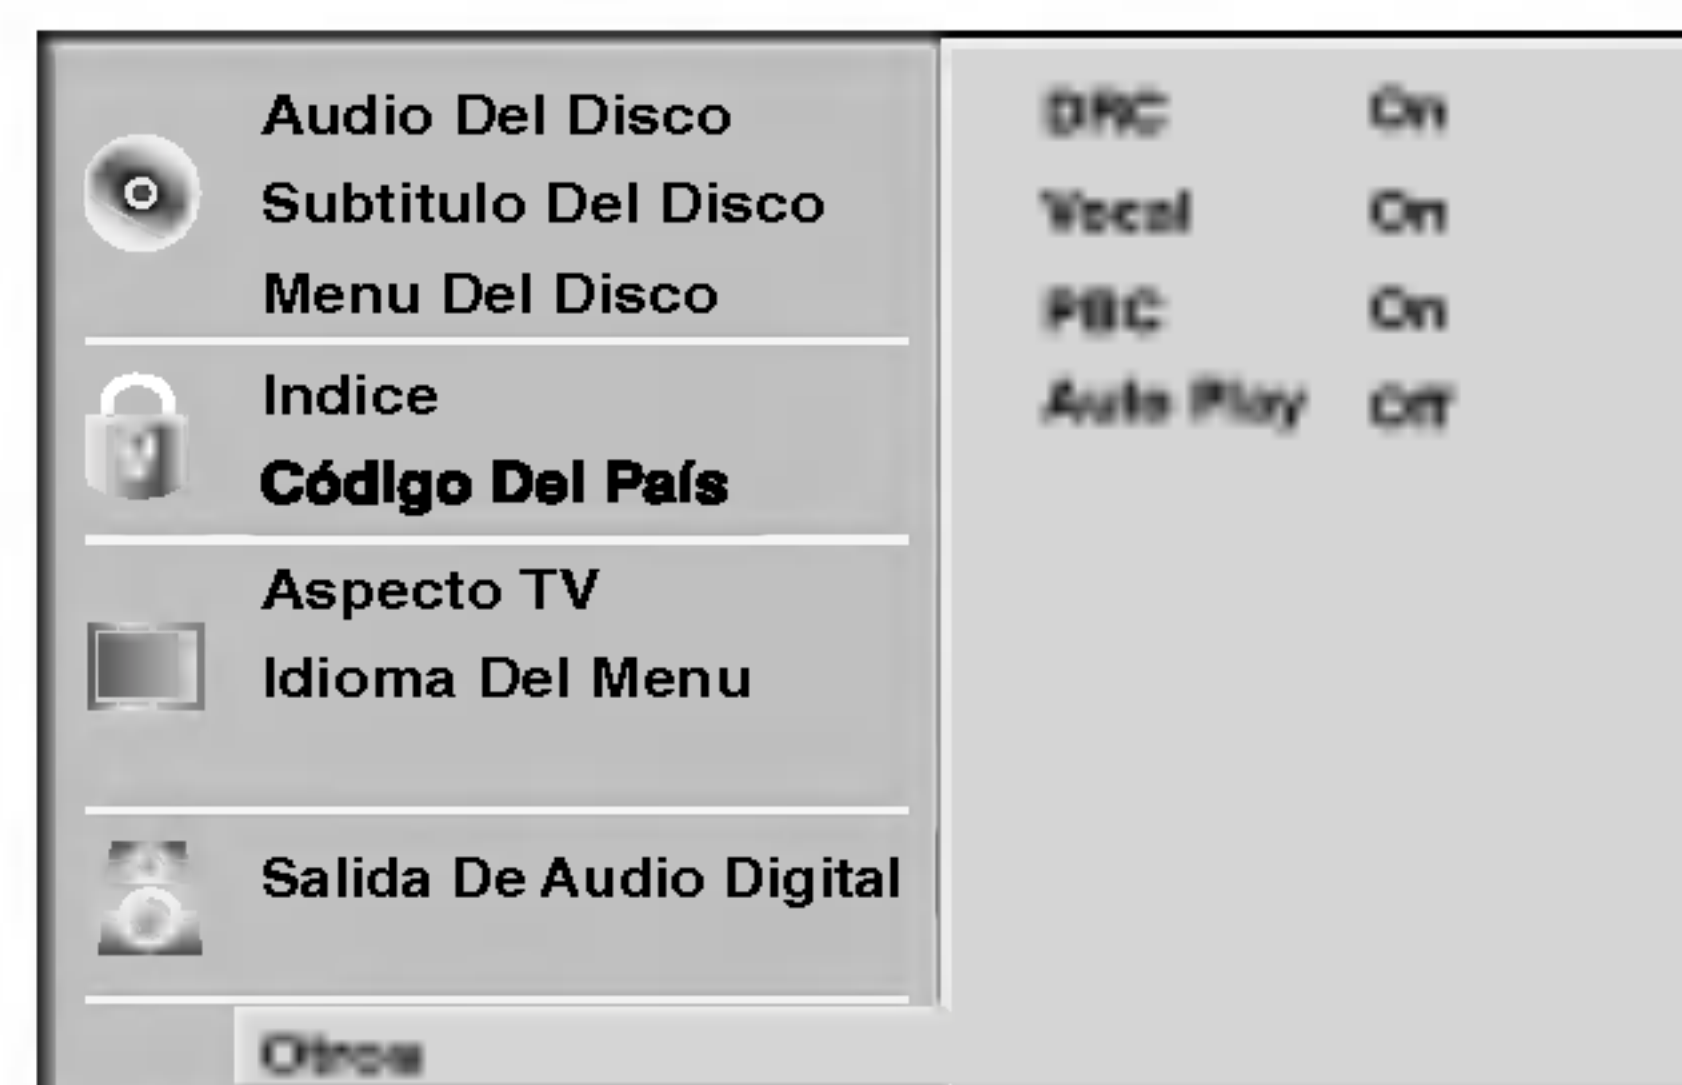 Audio Del Disco
Subtitulo Del Disco
Menu Del Disco
Indice
Código Del País
Aspecto TV
Idioma Del Menu
Salida De Audio Digital
Otros
DRC On
Vocal On
PBC On
Auto Play Off